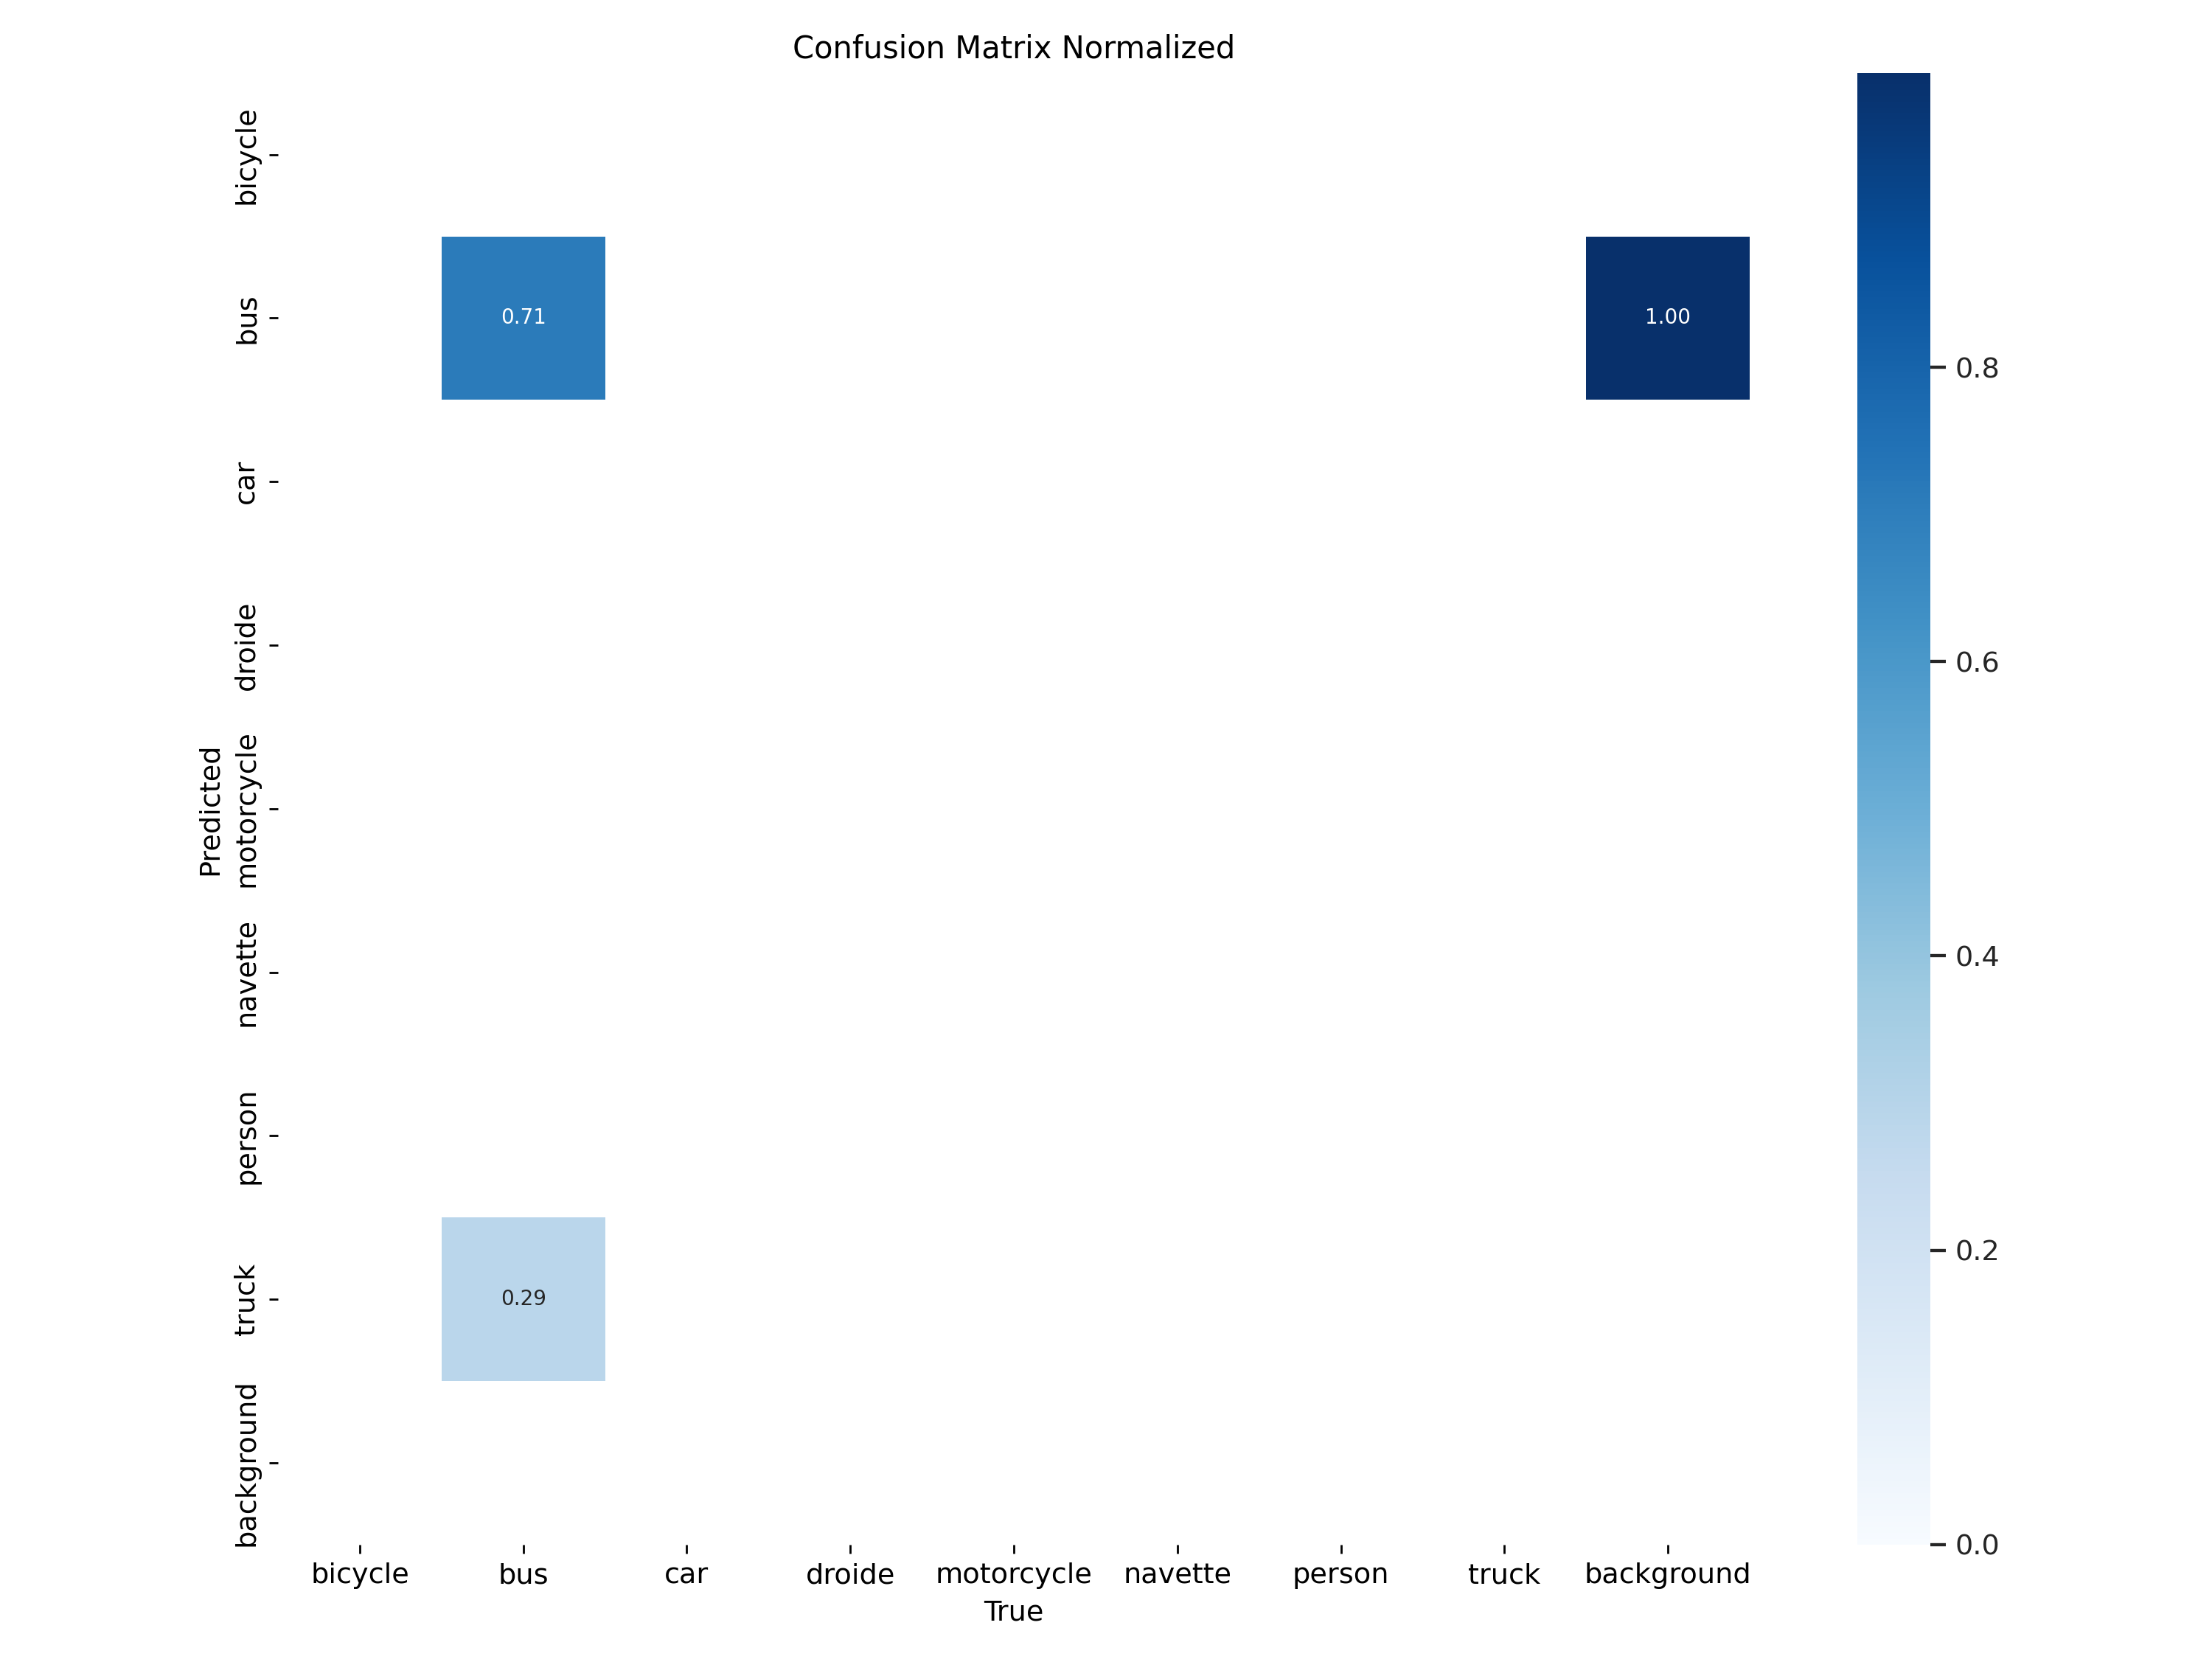 Confusion Matrix Normalized
Predicted
bicycle
bus
car
droide
motorcycle
navette
person
truck
background
0.71
1.00
0.29
bicycle bus car droide motorcycle navette person truck background
True
0.8
0.6
0.4
0.2
0.0